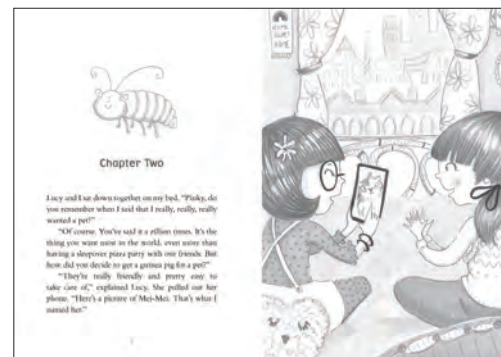 Chapter Two
Lucy and I sat down together on my bed. "Pinky, do
you remember when I said that I really, really, really
wanted a pet?"
"Of course. You've said it a zillion times. It's the
thing you want most in the world, even more than
having a sleepover pizza party with our friends. But
how did you decide to get a guinea pig for a pet?"
"They're really friendly and pretty easy to
take care of," explained Lucy. She pulled out her
phone. "Here's a picture of Mei-Mei. That's what I
named her."
HOME
SWEET
HOME